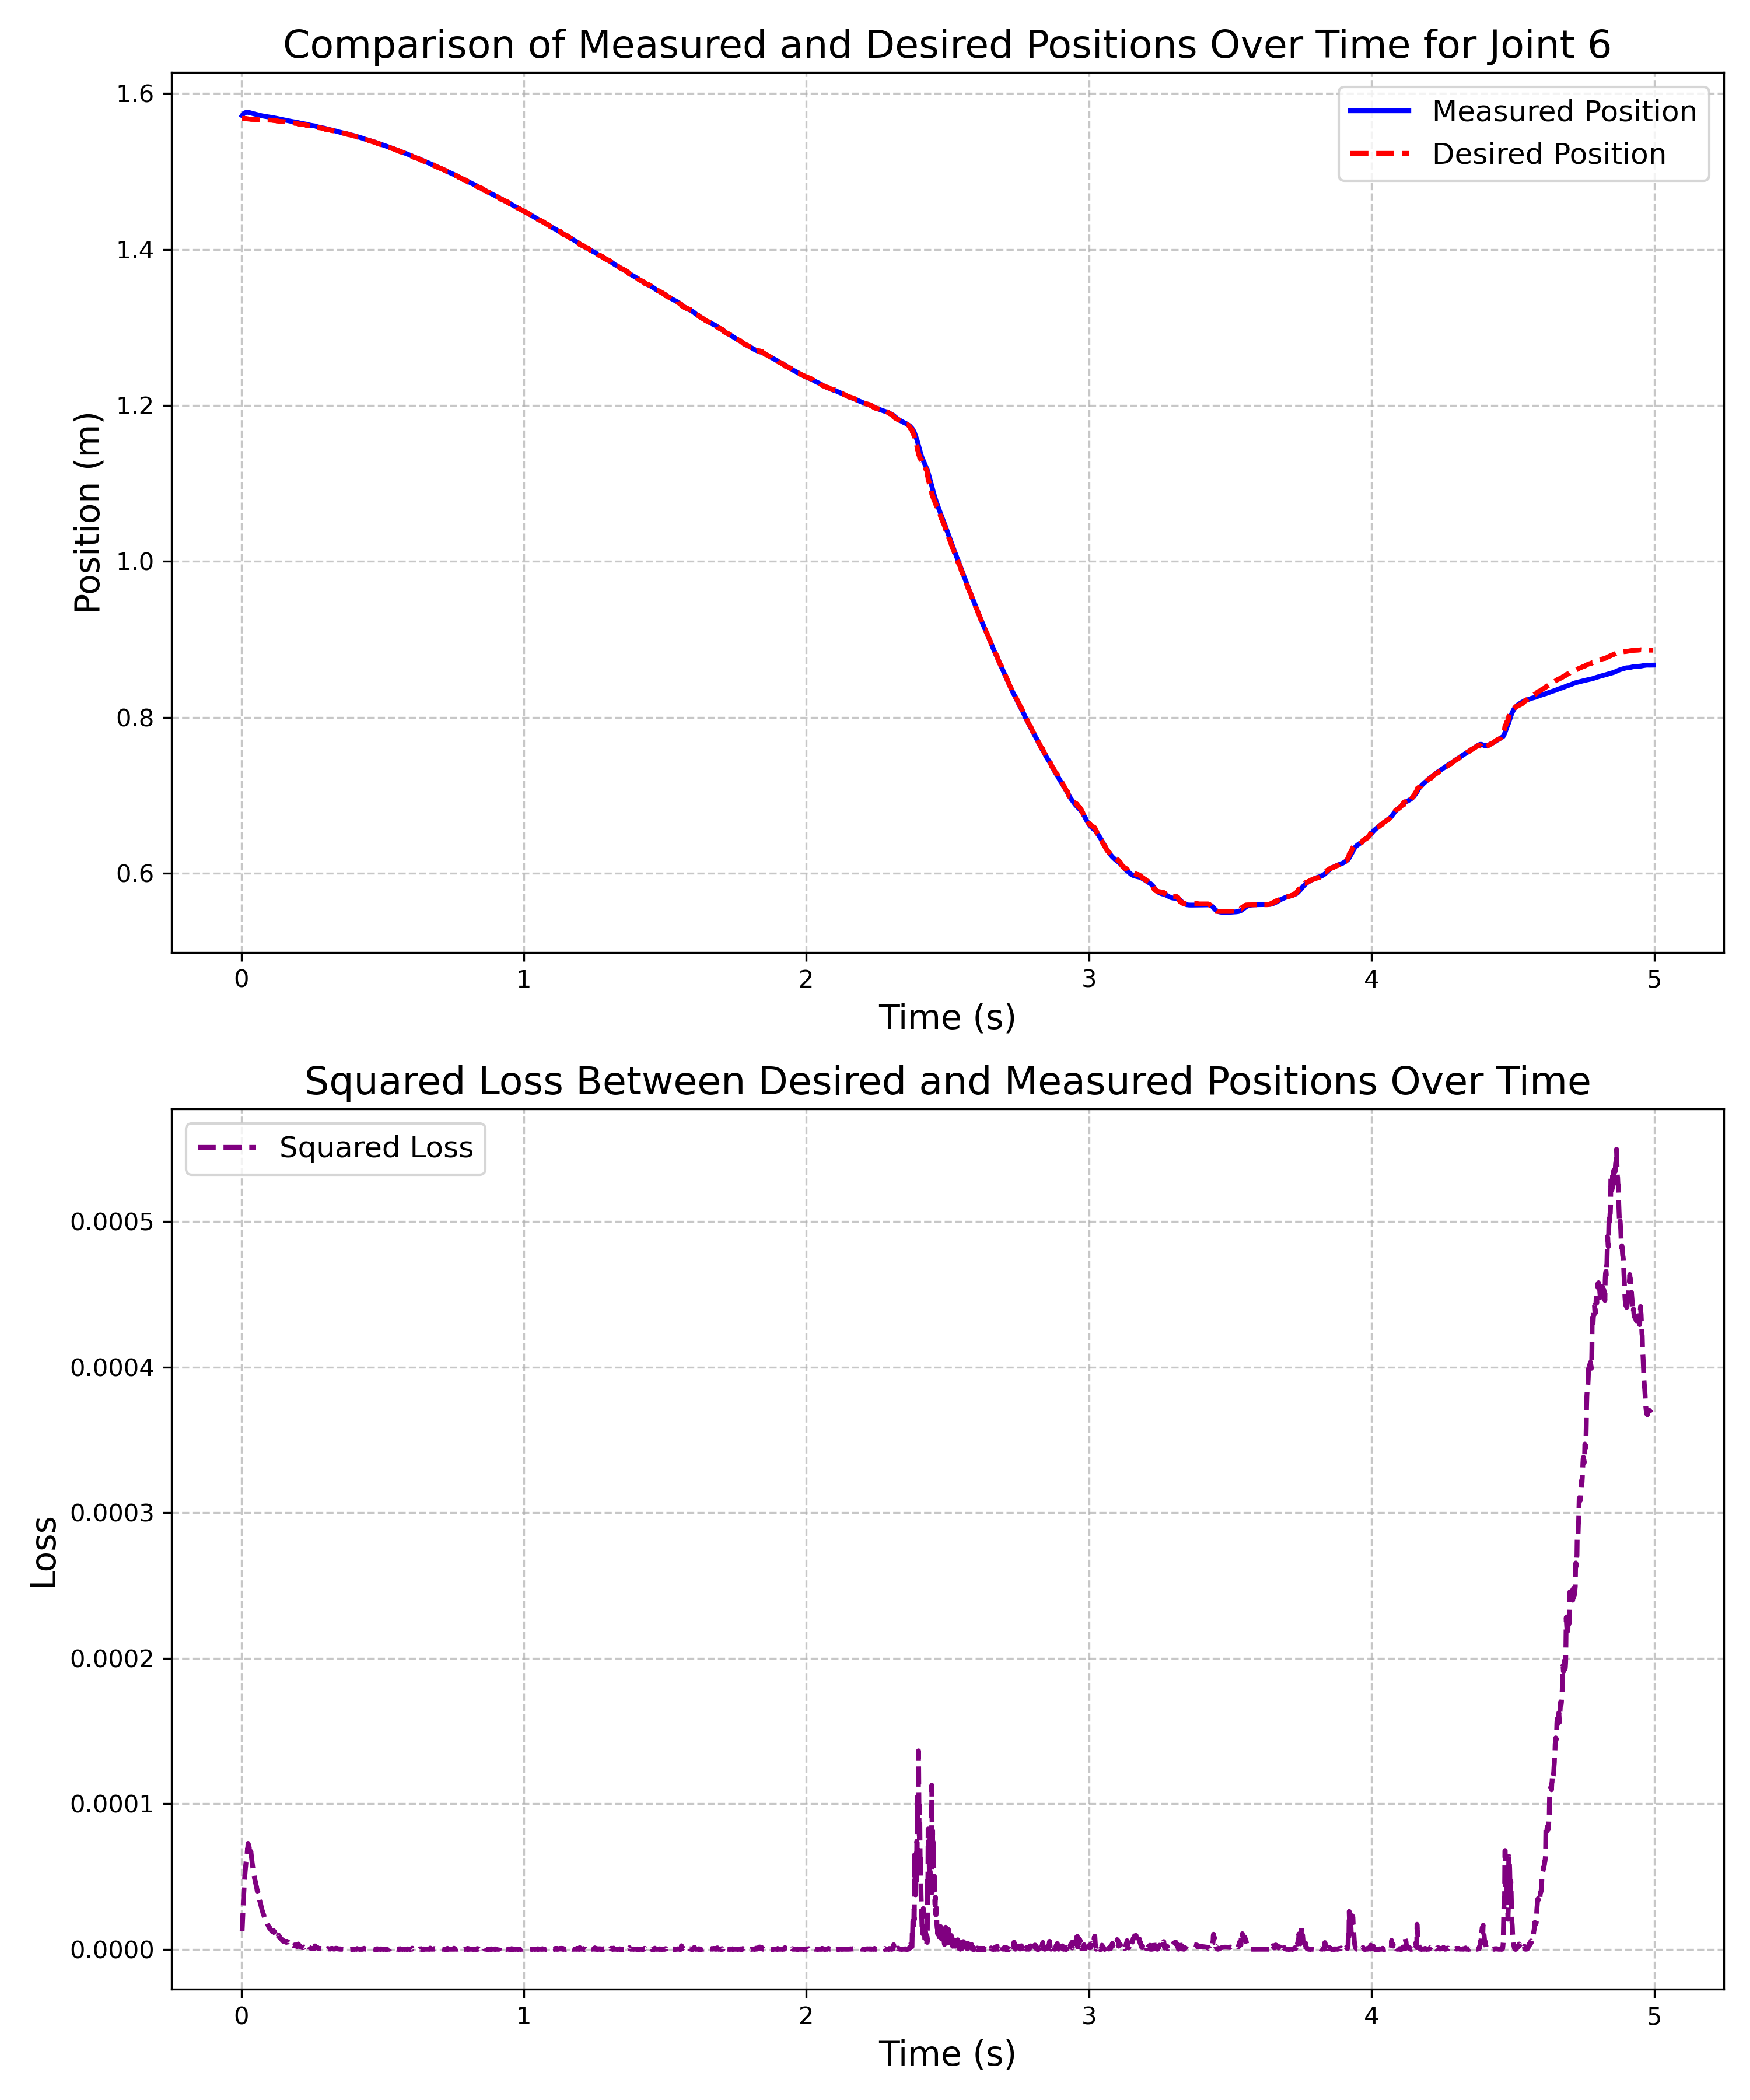 Comparison of Measured and Desired Positions Over Time for Joint 6
Measured Position
Desired Position
Position (m)
1.6
1.4
1.2
1.0
0.8
0.6
0 1 2 3 4 5
Time (s)
Squared Loss Between Desired and Measured Positions Over Time
Squared Loss
Loss
0.0005
0.0004
0.0003
0.0002
0.0001
0.0000
0 1 2 3 4 5
Time (s)